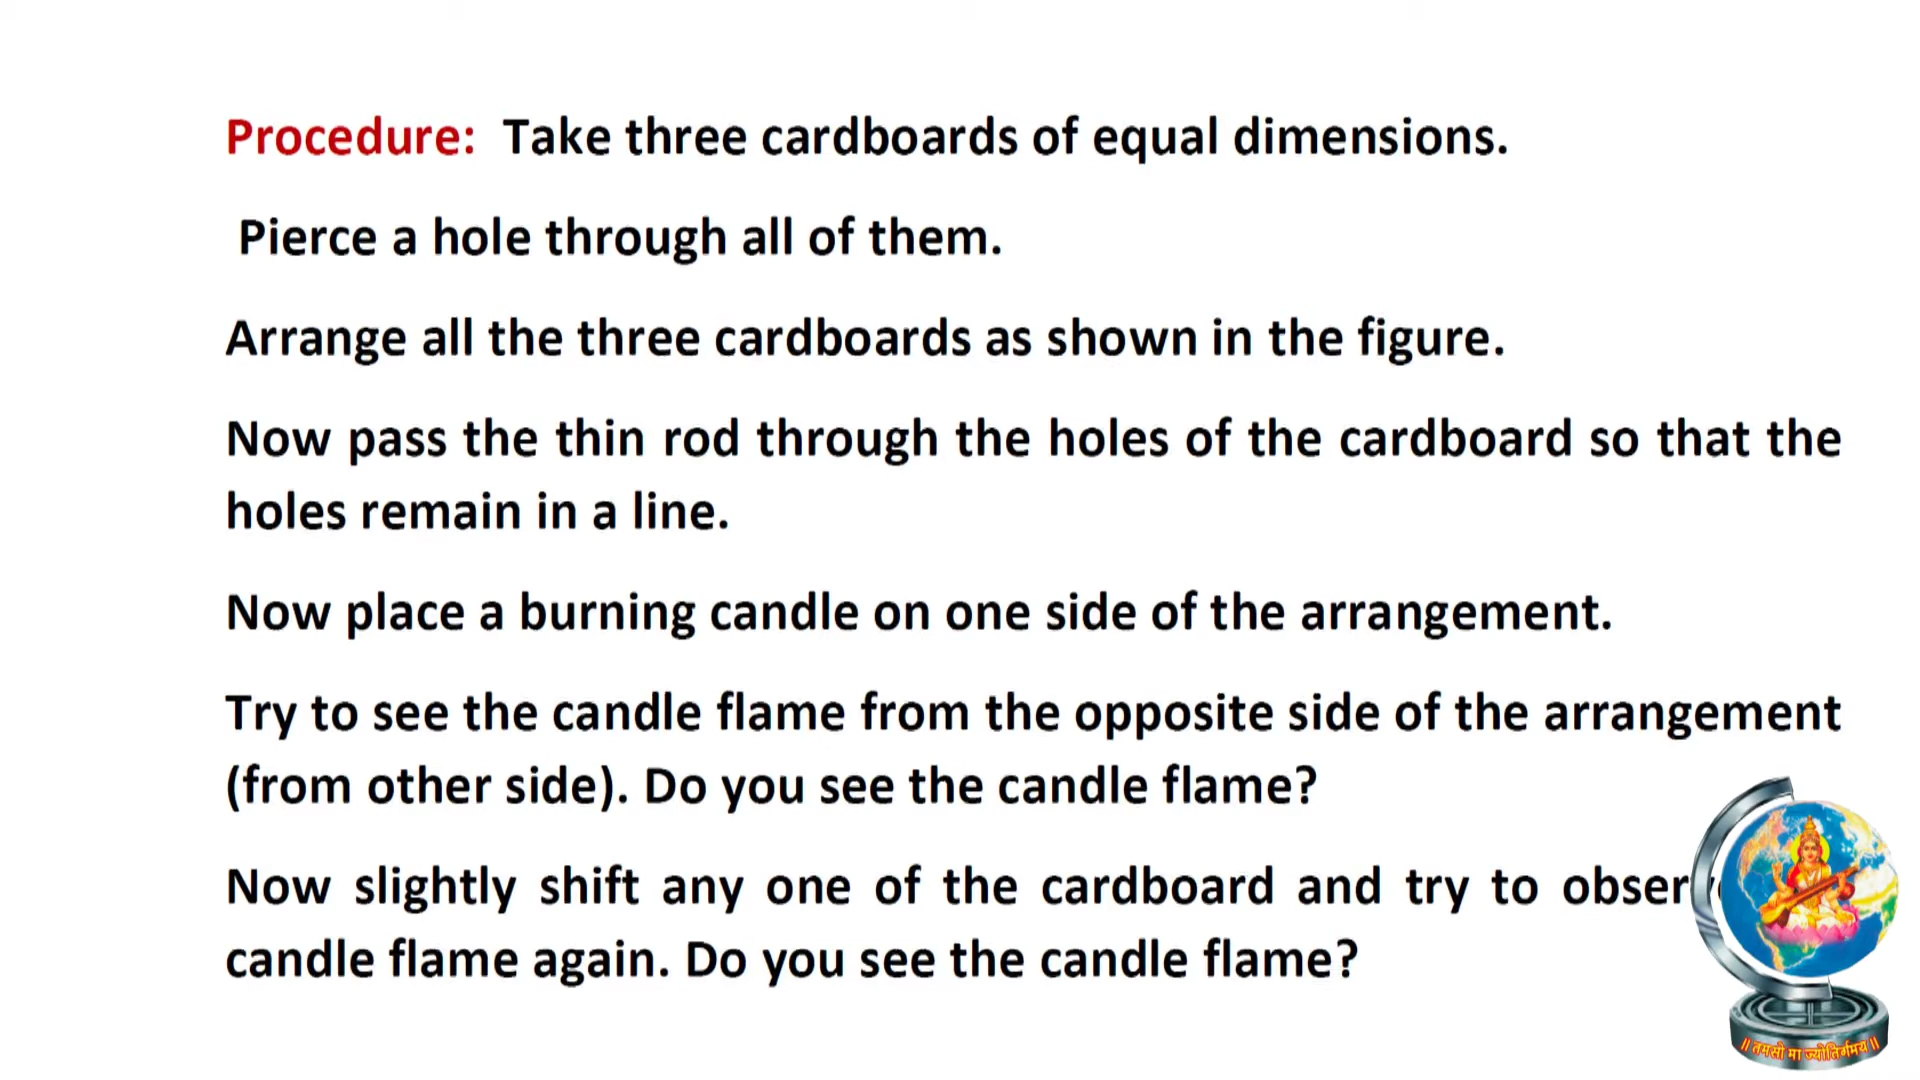 Procedure: Take three cardboards of equal dimensions.
Pierce a hole through all of them.
Arrange all the three cardboards as shown in the figure.
Now pass the thin rod through the holes of the cardboard so that the
holes remain in a line.
Now place a burning candle on one side of the arrangement.
Try to see the candle flame from the opposite side of the arrangement
(from other side). Do you see the candle flame?
Now slightly shift any one of the cardboard and try to
candle flame again. Do you see the candle flame?
॥ तमसो मा ज्योतिर्गमय ॥